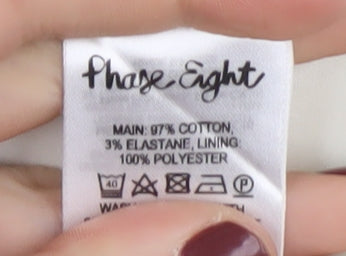 Phase Eight
MAIN: 97% COTTON,
3% ELASTANE, LINING:
100% POLYESTER
40 P